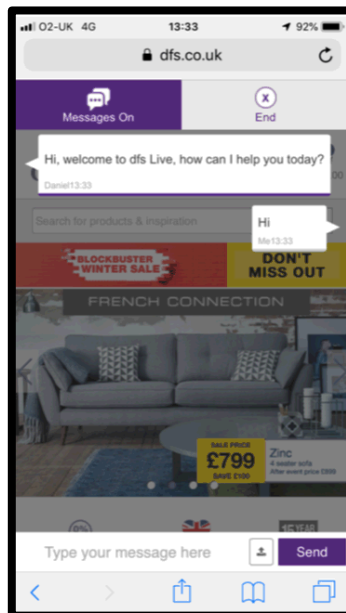 O2-UK 4G 13:33 92%
dfs.co.uk
Messages On
x
End
Hi, welcome to dfs Live, how can I help you today?
Daniel13:33
Search for products & inspiration
Hi
Me13:33
BLOCKBUSTER
WINTER SALE
DON'T
MISS OUT
FRENCH CONNECTION
SALE PRICE
£799
SAVE £100
Zinc
4 seater sofa
After event price £899
0%
15 YEAR
Type your message here
Send